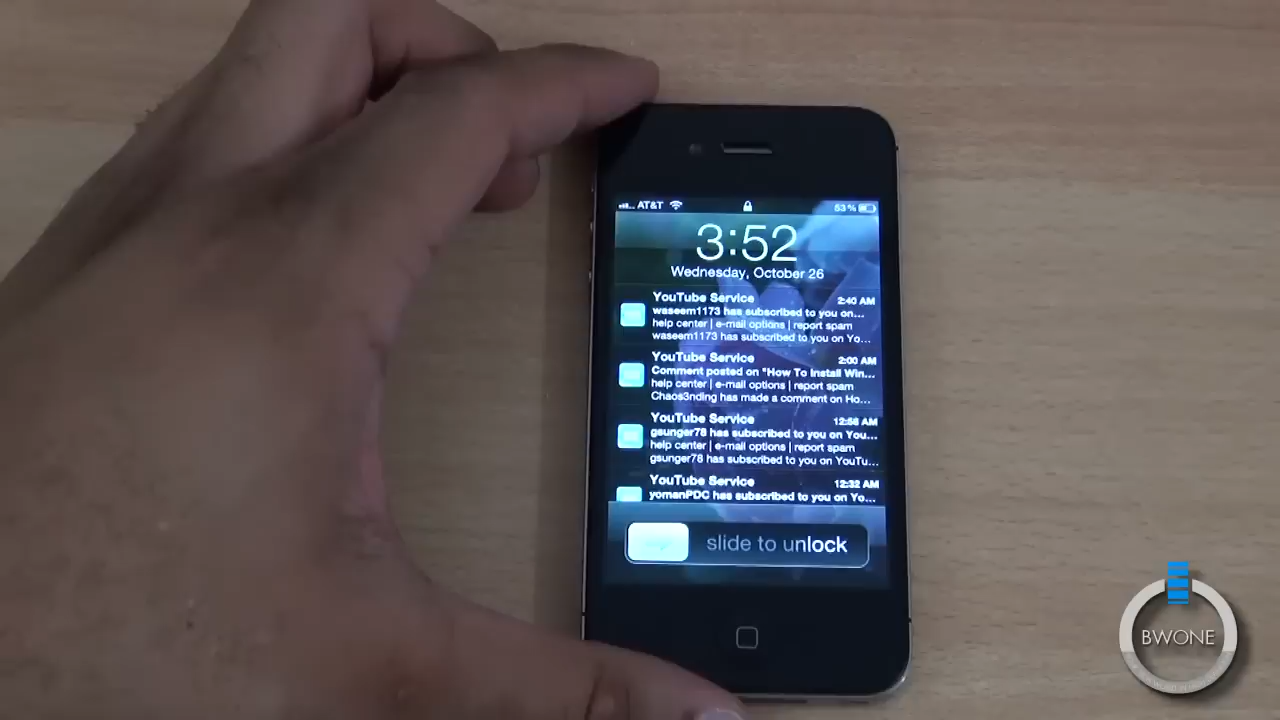 AT&T 53%
3:52
Wednesday, October 26
YouTube Service 2:40 AM
waseem1173 has subscribed to you on...
help center | e-mail options | report spam
waseem1173 has subscribed to you on Yo...
YouTube Service 2:00 AM
Comment posted on "How To Install Win...
help center | e-mail options | report spam
Chaos3nding has made a comment on Ho...
YouTube Service 12:56 AM
gsunger78 has subscribed to you on You...
help center | e-mail options | report spam
gsunger78 has subscribed to you on YouTu...
YouTube Service 12:32 AM
yomanPDC has subscribed to you on Yo...
slide to unlock
BWONE